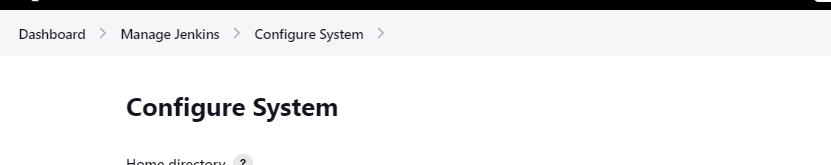 Dashboard > Manage Jenkins > Configure System >
Configure System
Home directory ?